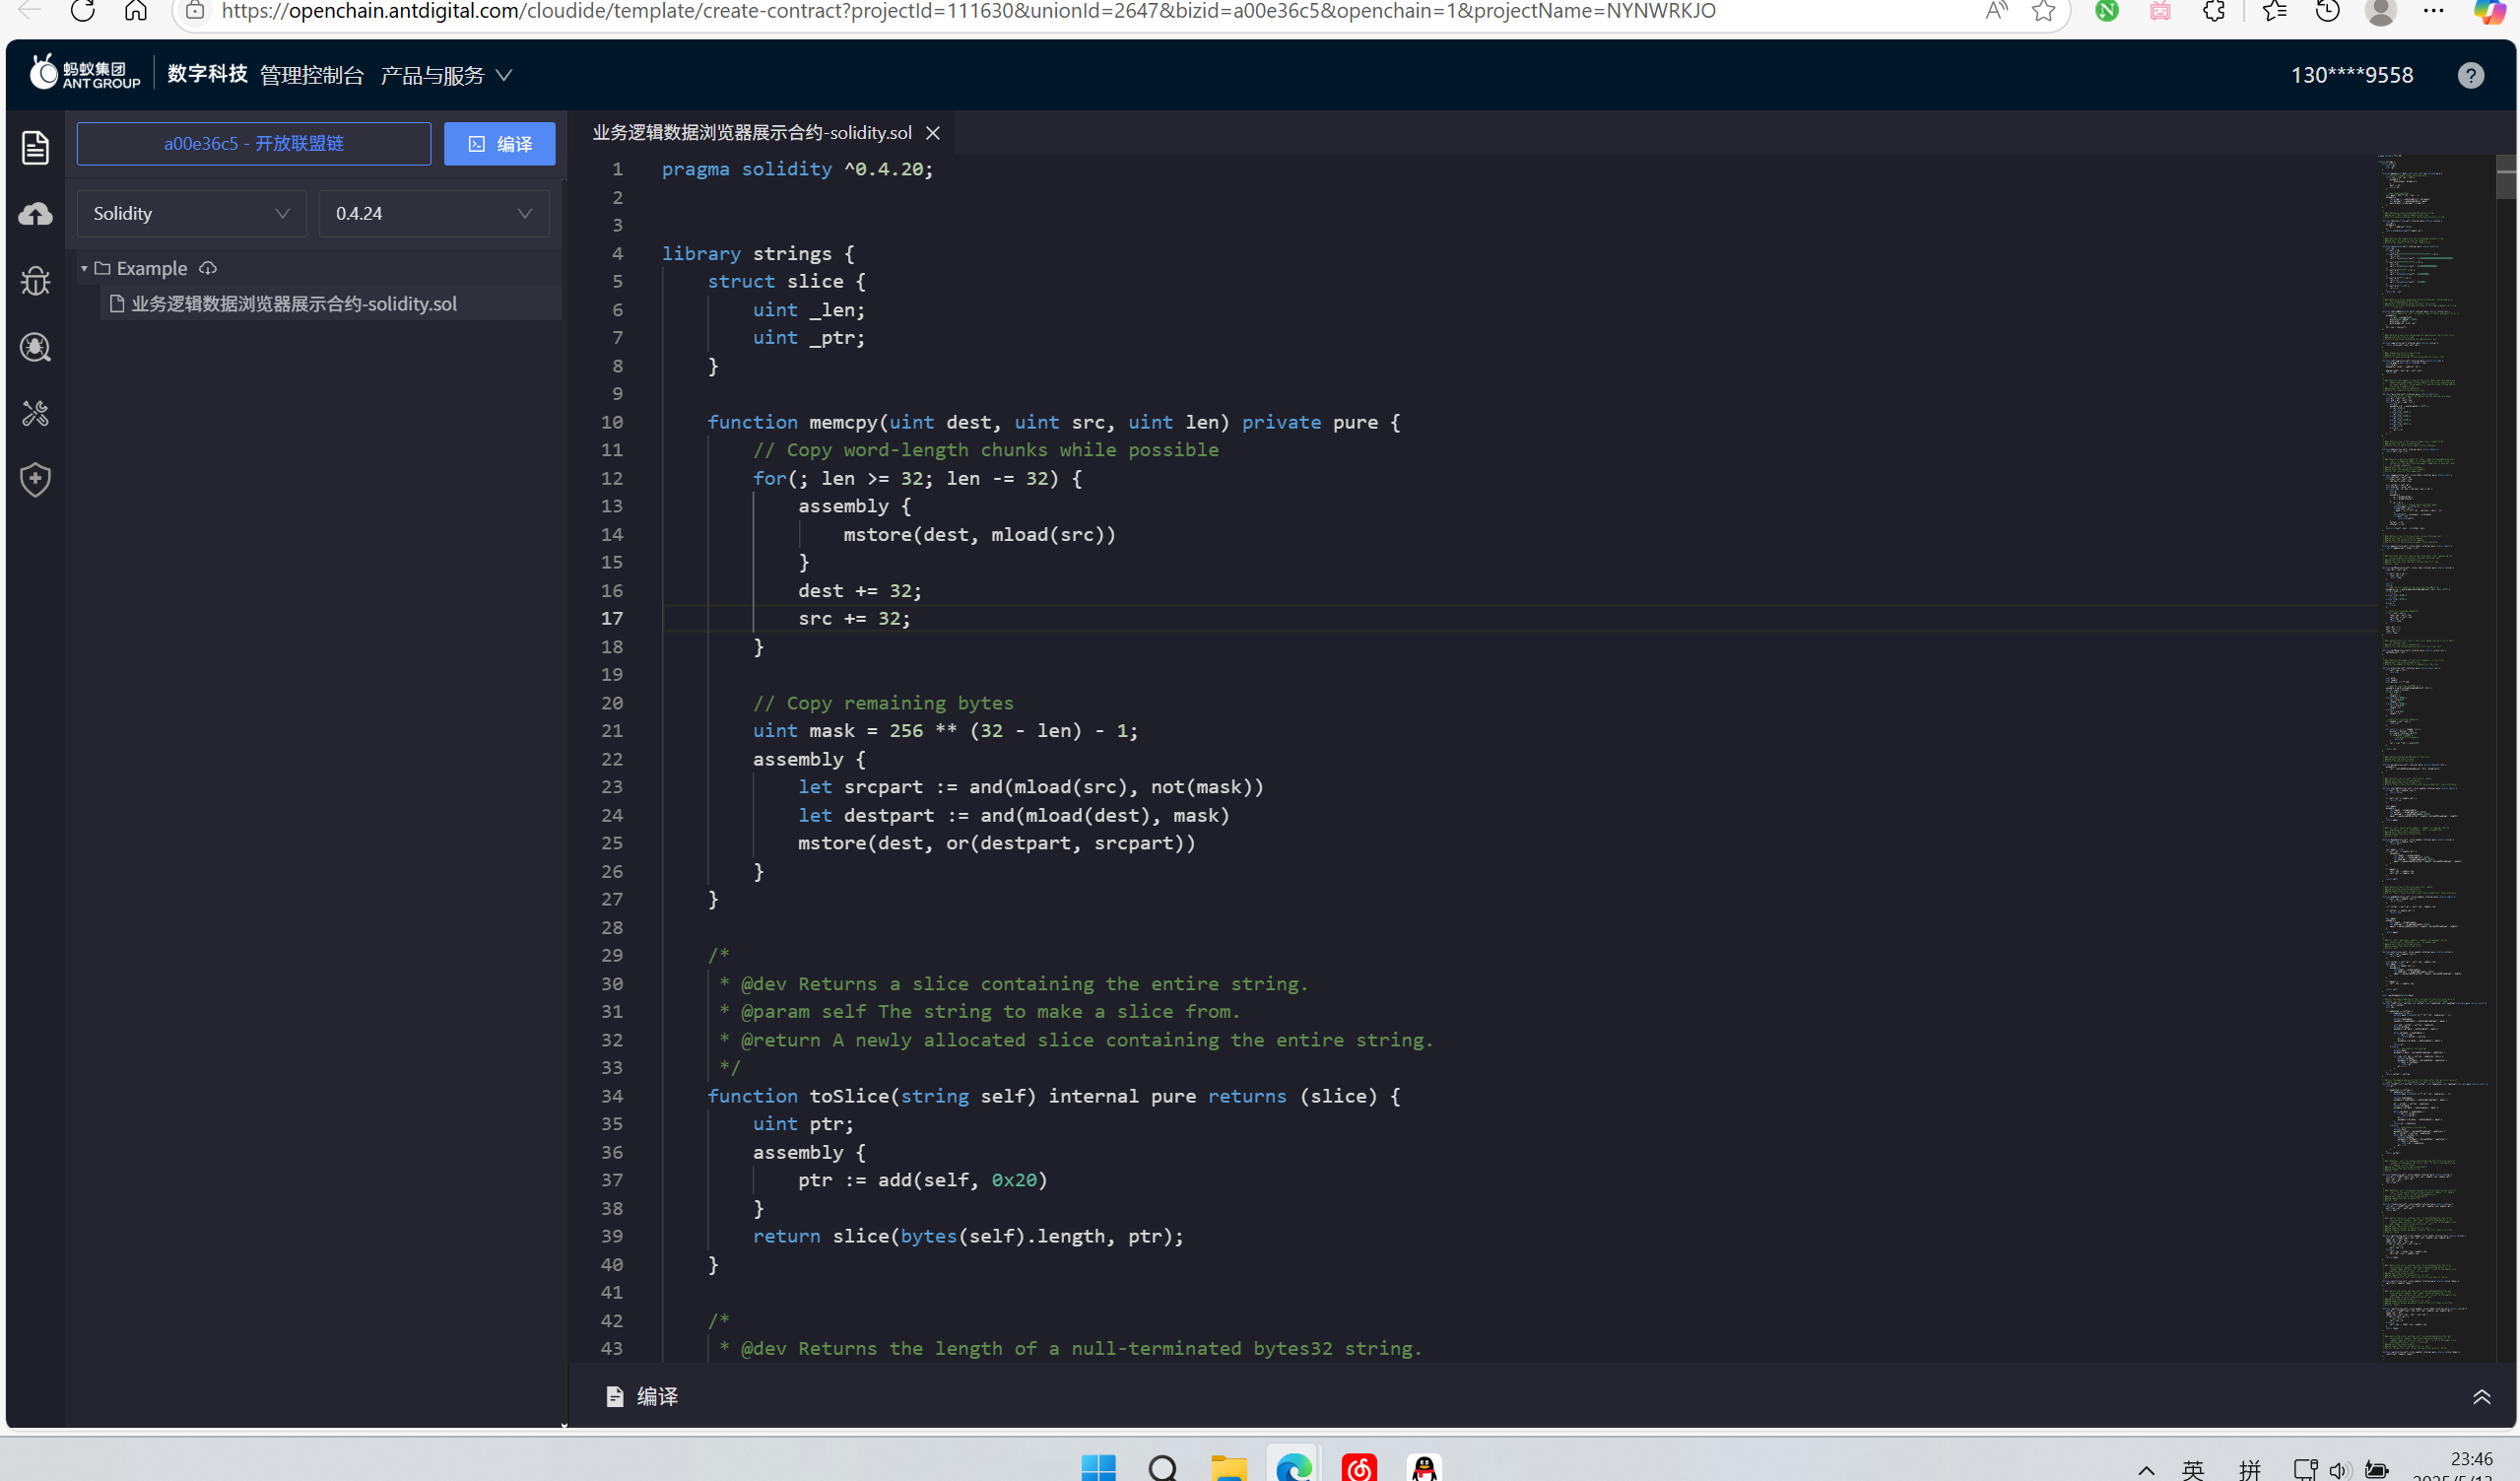 https://openchain.antdigital.com/cloudide/template/create-contract?projectId=111630&unionId=2647&bizid=a00e36c5&openchain=1&projectName=NYNWRKJO
蚂蚁集团
ANT GROUP
数字科技 管理控制台 产品与服务
130****9558
a00e36c5 - 开放联盟链
编译
Solidity
0.4.24
Example
业务逻辑数据浏览器展示合约-solidity.sol
业务逻辑数据浏览器展示合约-solidity.sol
1 pragma solidity ^0.4.20;
2
3
4 library strings {
5 struct slice {
6 uint _len;
7 uint _ptr;
8 }
9
10 function memcpy(uint dest, uint src, uint len) private pure {
11 // Copy word-length chunks while possible
12 for(; len >= 32; len -= 32) {
13 assembly {
14 mstore(dest, mload(src))
15 }
16 dest += 32;
17 src += 32;
18 }
19
20 // Copy remaining bytes
21 uint mask = 256 ** (32 - len) - 1;
22 assembly {
23 let srcpart := and(mload(src), not(mask))
24 let destpart := and(mload(dest), mask)
25 mstore(dest, or(destpart, srcpart))
26 }
27 }
28
29 /*
30 * @dev Returns a slice containing the entire string.
31 * @param self The string to make a slice from.
32 * @return A newly allocated slice containing the entire string.
33 */
34 function toSlice(string self) internal pure returns (slice) {
35 uint ptr;
36 assembly {
37 ptr := add(self, 0x20)
38 }
39 return slice(bytes(self).length, ptr);
40 }
41
42 /*
43 * @dev Returns the length of a null-terminated bytes32 string.
编译
英
拼
23:46